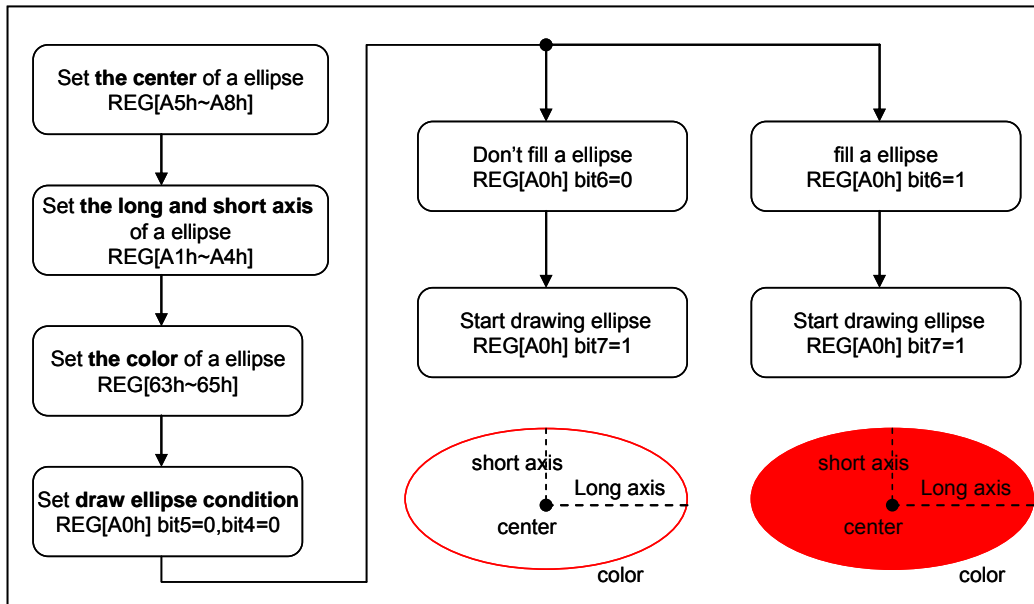 Set the center of a ellipse
REG[A5h~A8h]
Set the long and short axis
of a ellipse
REG[A1h~A4h]
Set the color of a ellipse
REG[63h~65h]
Set draw ellipse condition
REG[A0h] bit5=0,bit4=0
Don't fill a ellipse
REG[A0h] bit6=0
Start drawing ellipse
REG[A0h] bit7=1
short axis
Long axis
center
color
fill a ellipse
REG[A0h] bit6=1
Start drawing ellipse
REG[A0h] bit7=1
short axis
Long axis
center
color